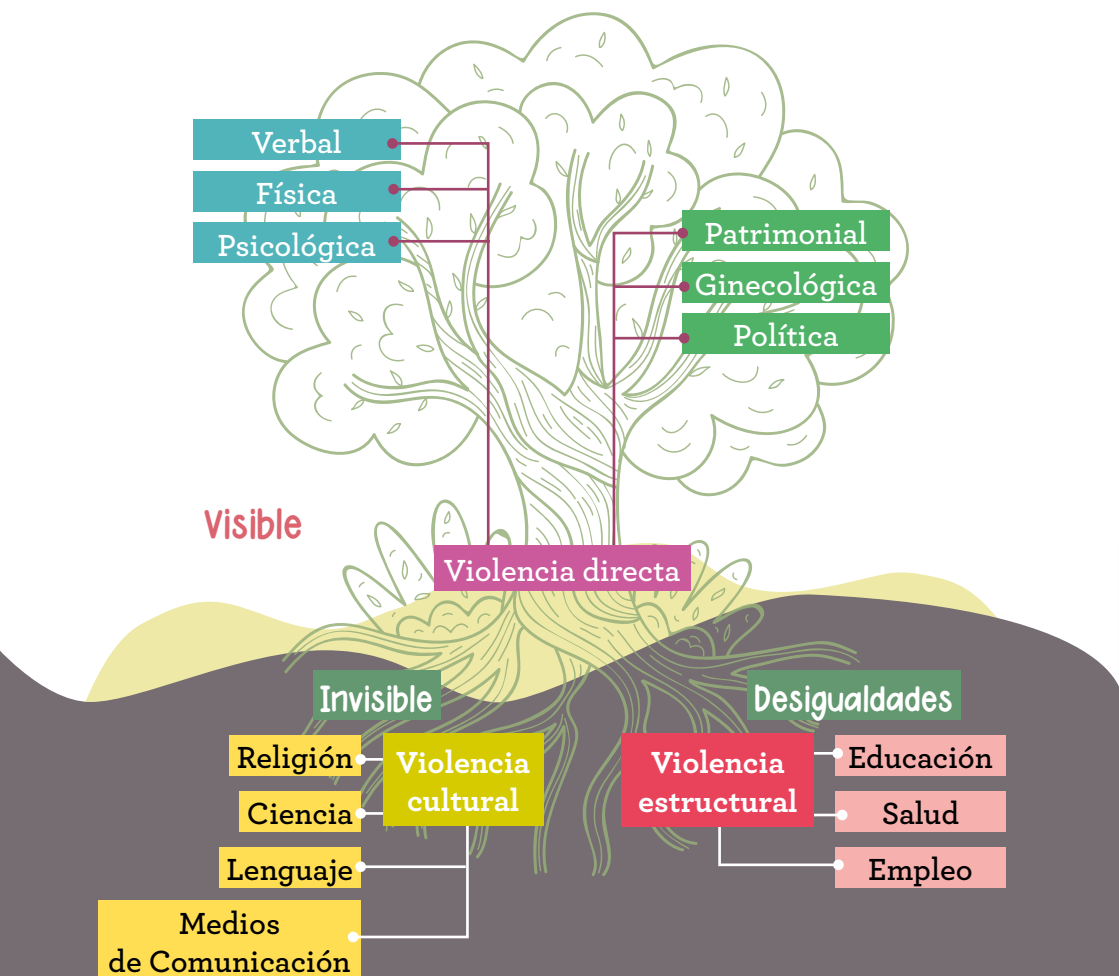 Verbal
Física
Psicológica
Patrimonial
Ginecológica
Política
Visible
Violencia directa
Invisible
Desigualdades
Religión
Ciencia
Lenguaje
Medios
de Comunicación
Violencia
cultural
Violencia
estructural
Educación
Salud
Empleo